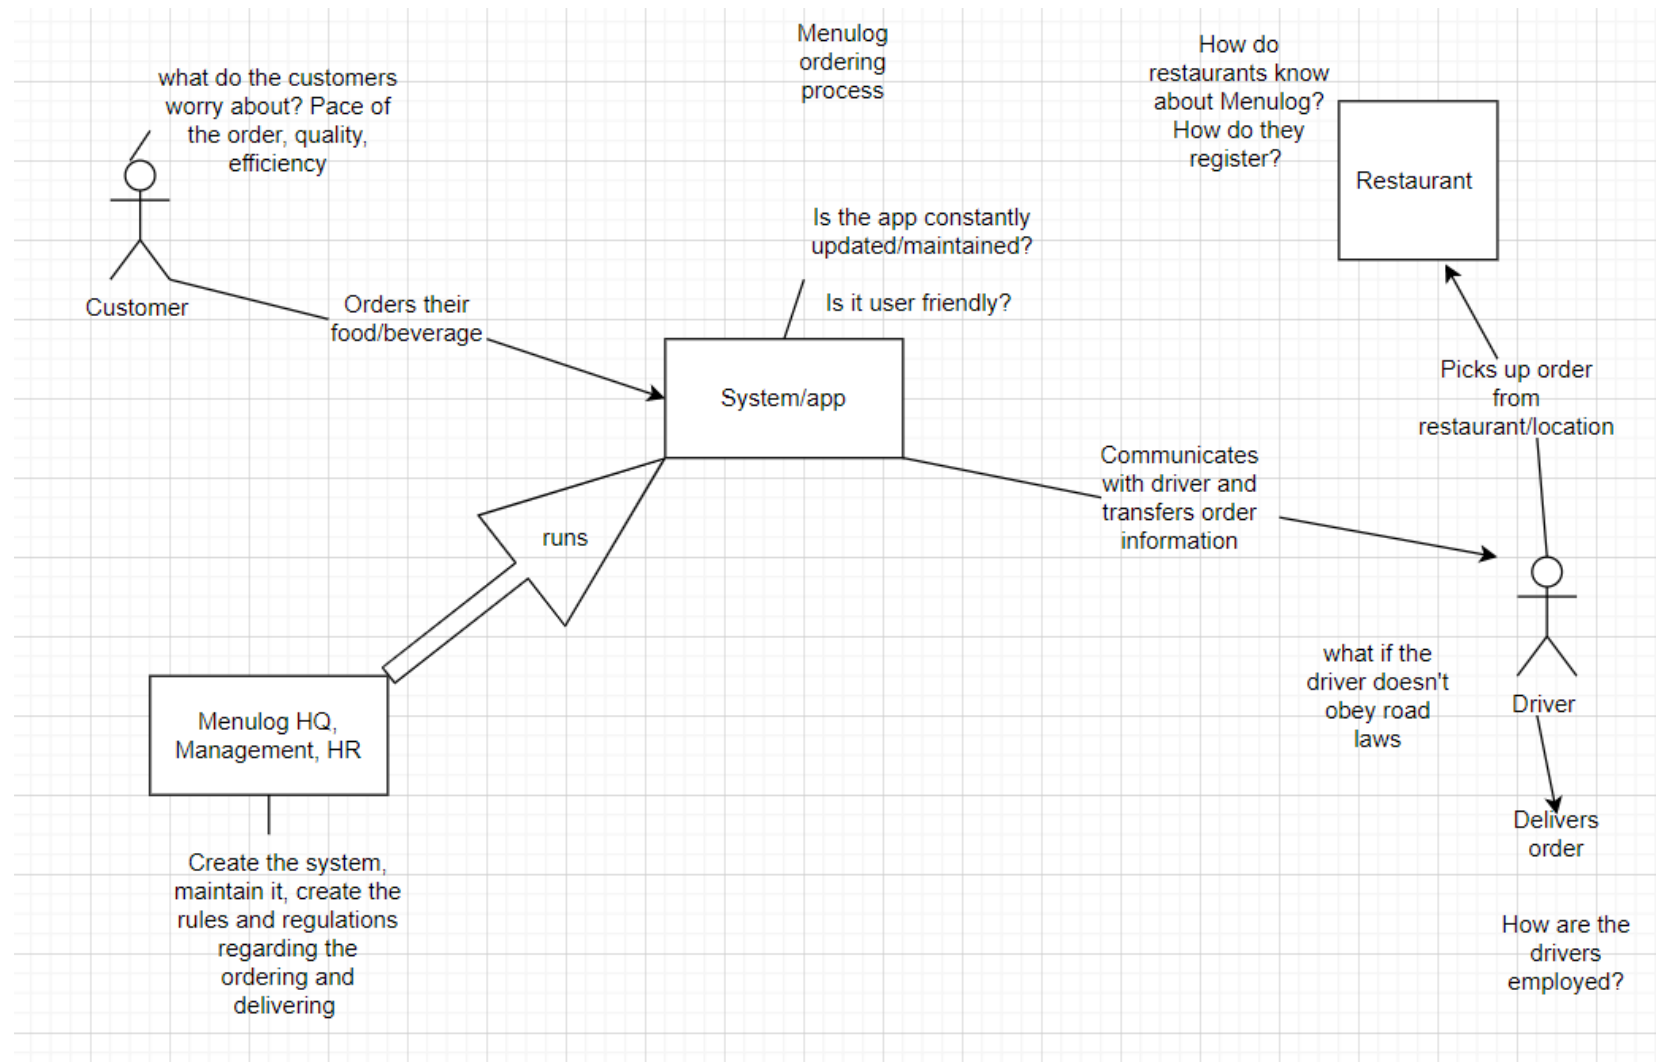 Menulog
ordering
process
what do the customers
worry about? Pace of
the order, quality,
efficiency
Customer
Orders their
food/beverage
Is the app constantly
updated/maintained?
Is it user friendly?
System/app
How do
restaurants know
about Menulog?
How do they
register?
Restaurant
Picks up order
from
restaurant/location
Communicates
with driver and
transfers order
information
runs
Menulog HQ,
Management, HR
Create the system,
maintain it, create the
rules and regulations
regarding the
ordering and
delivering
what if the
driver doesn't
obey road
laws
Driver
Delivers
order
How are the
drivers
employed?